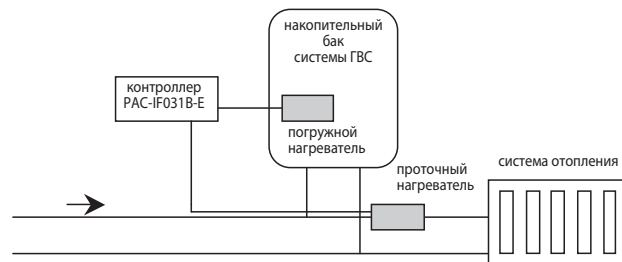 накопительный
бак
системы ГВС
контроллер
PAC-IF031B-E
погружной
нагреватель
система отопления
проточный
нагреватель